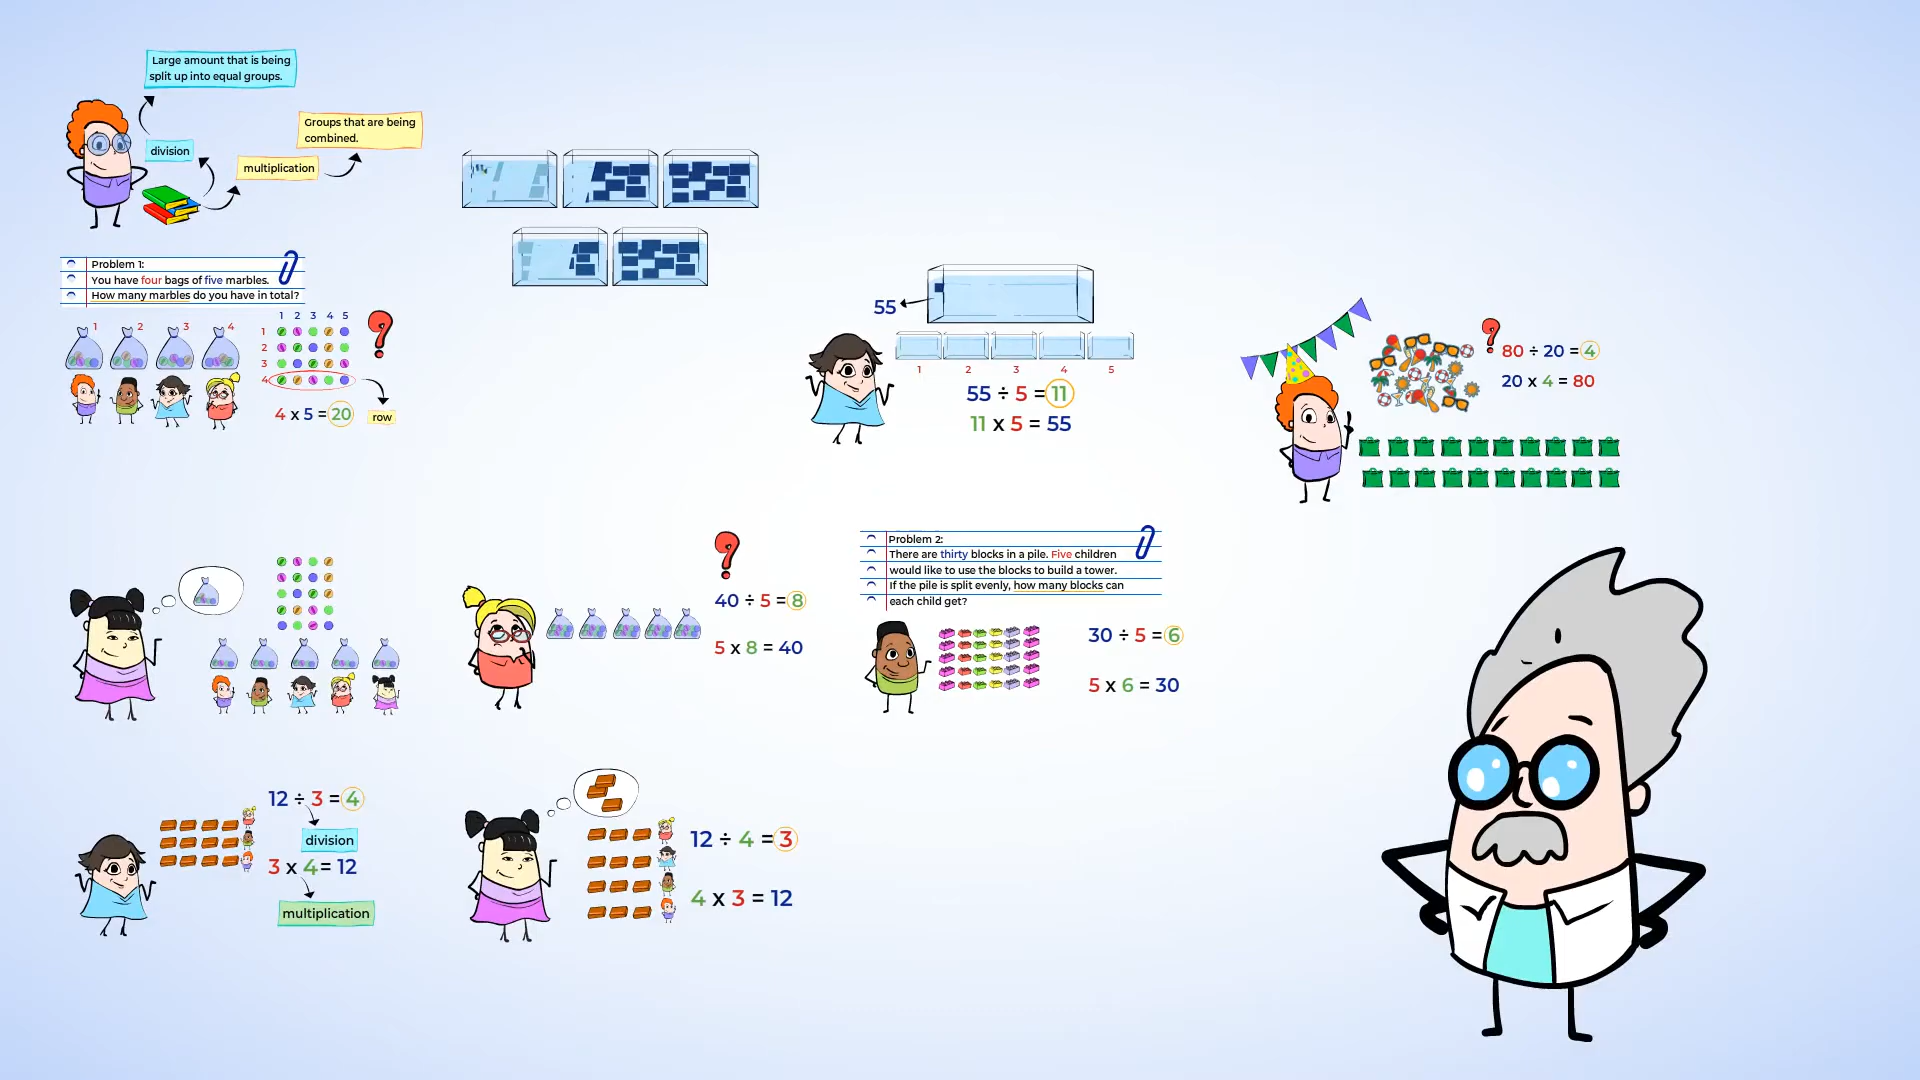 Large amount that is being
split up into equal groups.
Groups that are being
combined.
division
multiplication
Problem 1:
You have four bags of five marbles.
How many marbles do you have in total?
1 2 3 4
1 2 3 4 5
1
2
3
4
?
4 x 5 = 20
row
55
1 2 3 4 5
55 ÷ 5 = 11
11 x 5 = 55
?
80 ÷ 20 = 4
20 x 4 = 80
?
40 ÷ 5 = 8
5 x 8 = 40
Problem 2:
There are thirty blocks in a pile. Five children
would like to use the blocks to build a tower.
If the pile is split evenly, how many blocks can
each child get?
30 ÷ 5 = 6
5 x 6 = 30
12 ÷ 3 = 4
division
3 x 4 = 12
multiplication
12 ÷ 4 = 3
4 x 3 = 12